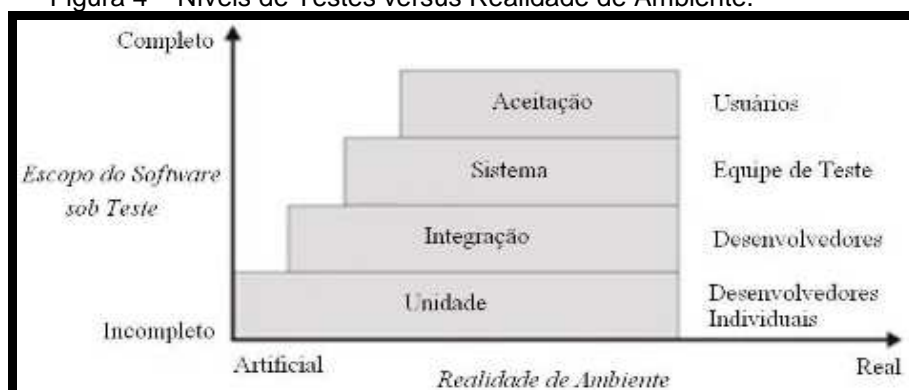 Figura 4 – Níveis de Testes versus Realidade de Ambiente.
Completo
Aceitação
Usuários
Escopo do Software
sob Teste
Sistema
Equipe de Teste
Integração
Desenvolvedores
Unidade
Desenvolvedores
Individuais
Incompleto
Artificial
Realidade de Ambiente
Real